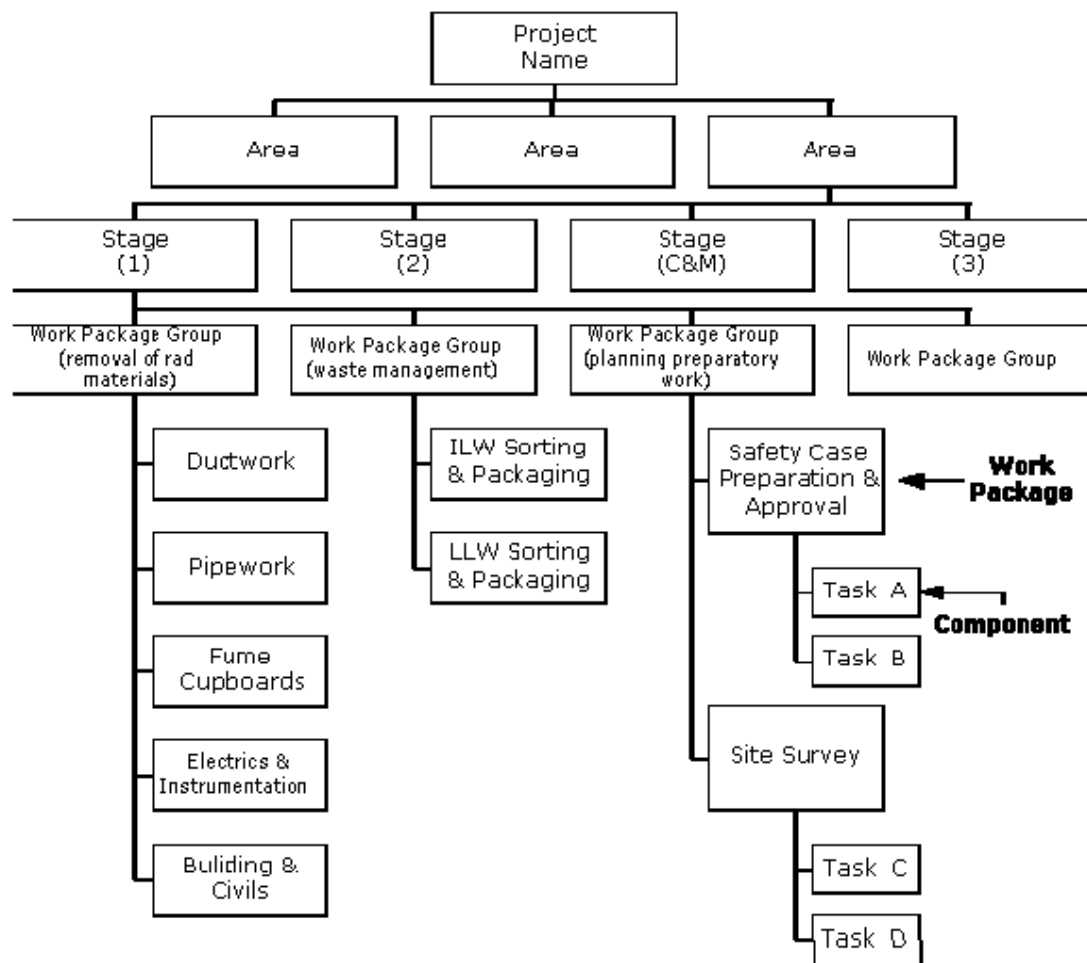 Project
Name
Area
Area
Area
Stage
(1)
Stage
(2)
Stage
(C&M)
Stage
(3)
Work Package Group
(removal of rad
materials)
Work Package Group
(waste management)
Work Package Group
(planning preparatory
work)
Work Package Group
Ductwork
Pipework
Fume
Cupboards
Electrics &
Instrumentation
Buliding &
Civils
ILW Sorting
& Packaging
LLW Sorting
& Packaging
Safety Case
Preparation &
Approval
Work
Package
Task A
Component
Task B
Site Survey
Task C
Task D